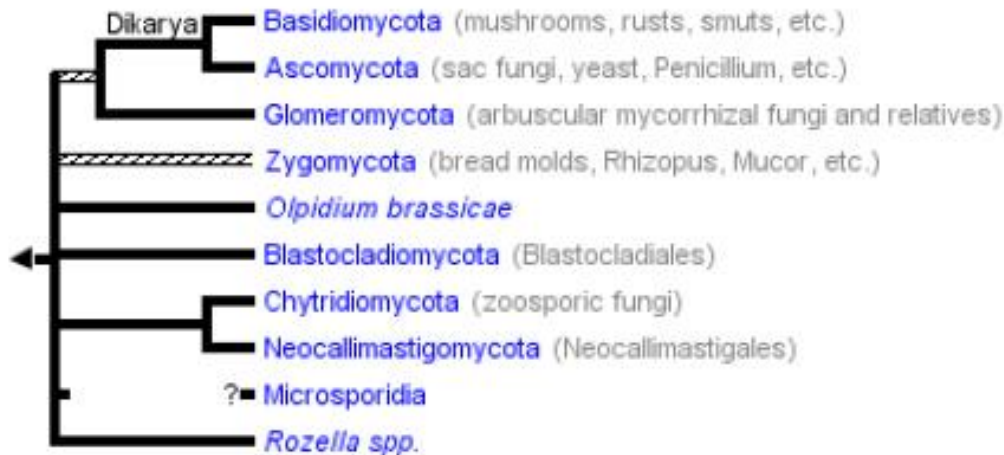 Dikarya
Basidiomycota (mushrooms, rusts, smuts, etc.)
Ascomycota (sac fungi, yeast, Penicillium, etc.)
Glomeromycota (arbuscular mycorrhizal fungi and relatives)
Zygomycota (bread molds, Rhizopus, Mucor, etc.)
Olpidium brassicae
Blastocladiomycota (Blastocladiales)
Chytridiomycota (zoosporic fungi)
Neocallimastigomycota (Neocallimastigales)
? Microsporidia
Rozella spp.